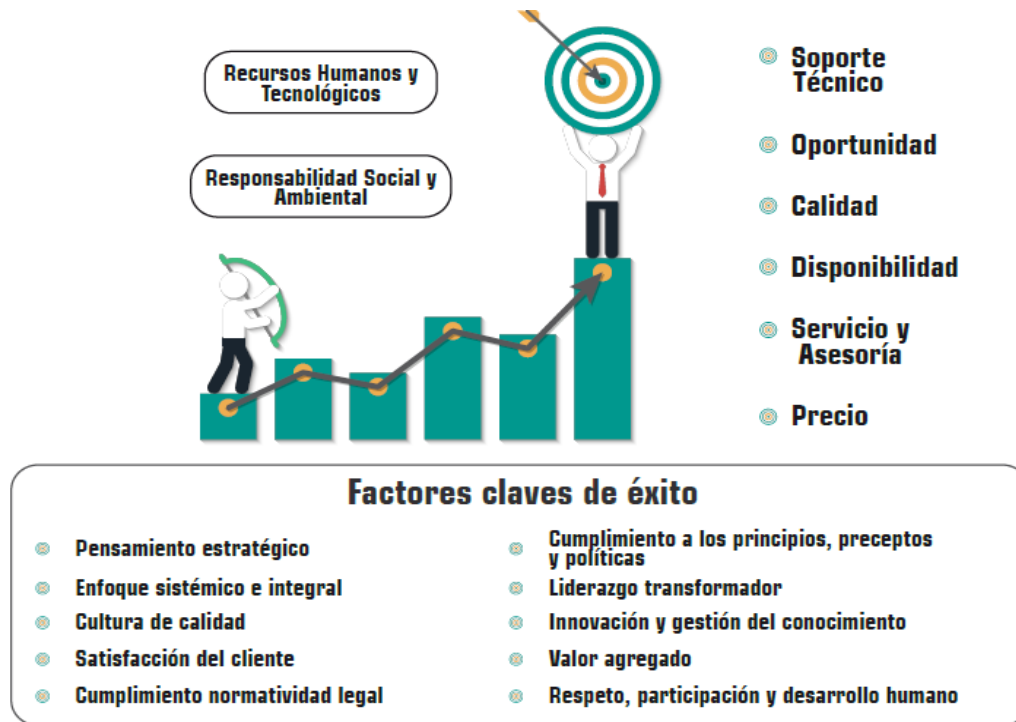 Recursos Humanos y
Tecnológicos
Responsabilidad Social y
Ambiental
Soporte
Técnico
Oportunidad
Calidad
Disponibilidad
Servicio y
Asesoría
Precio
Factores claves de éxito
Pensamiento estratégico
Enfoque sistémico e integral
Cultura de calidad
Satisfacción del cliente
Cumplimiento normatividad legal
Cumplimiento a los principios, preceptos
y políticas
Liderazgo transformador
Innovación y gestión del conocimiento
Valor agregado
Respeto, participación y desarrollo humano